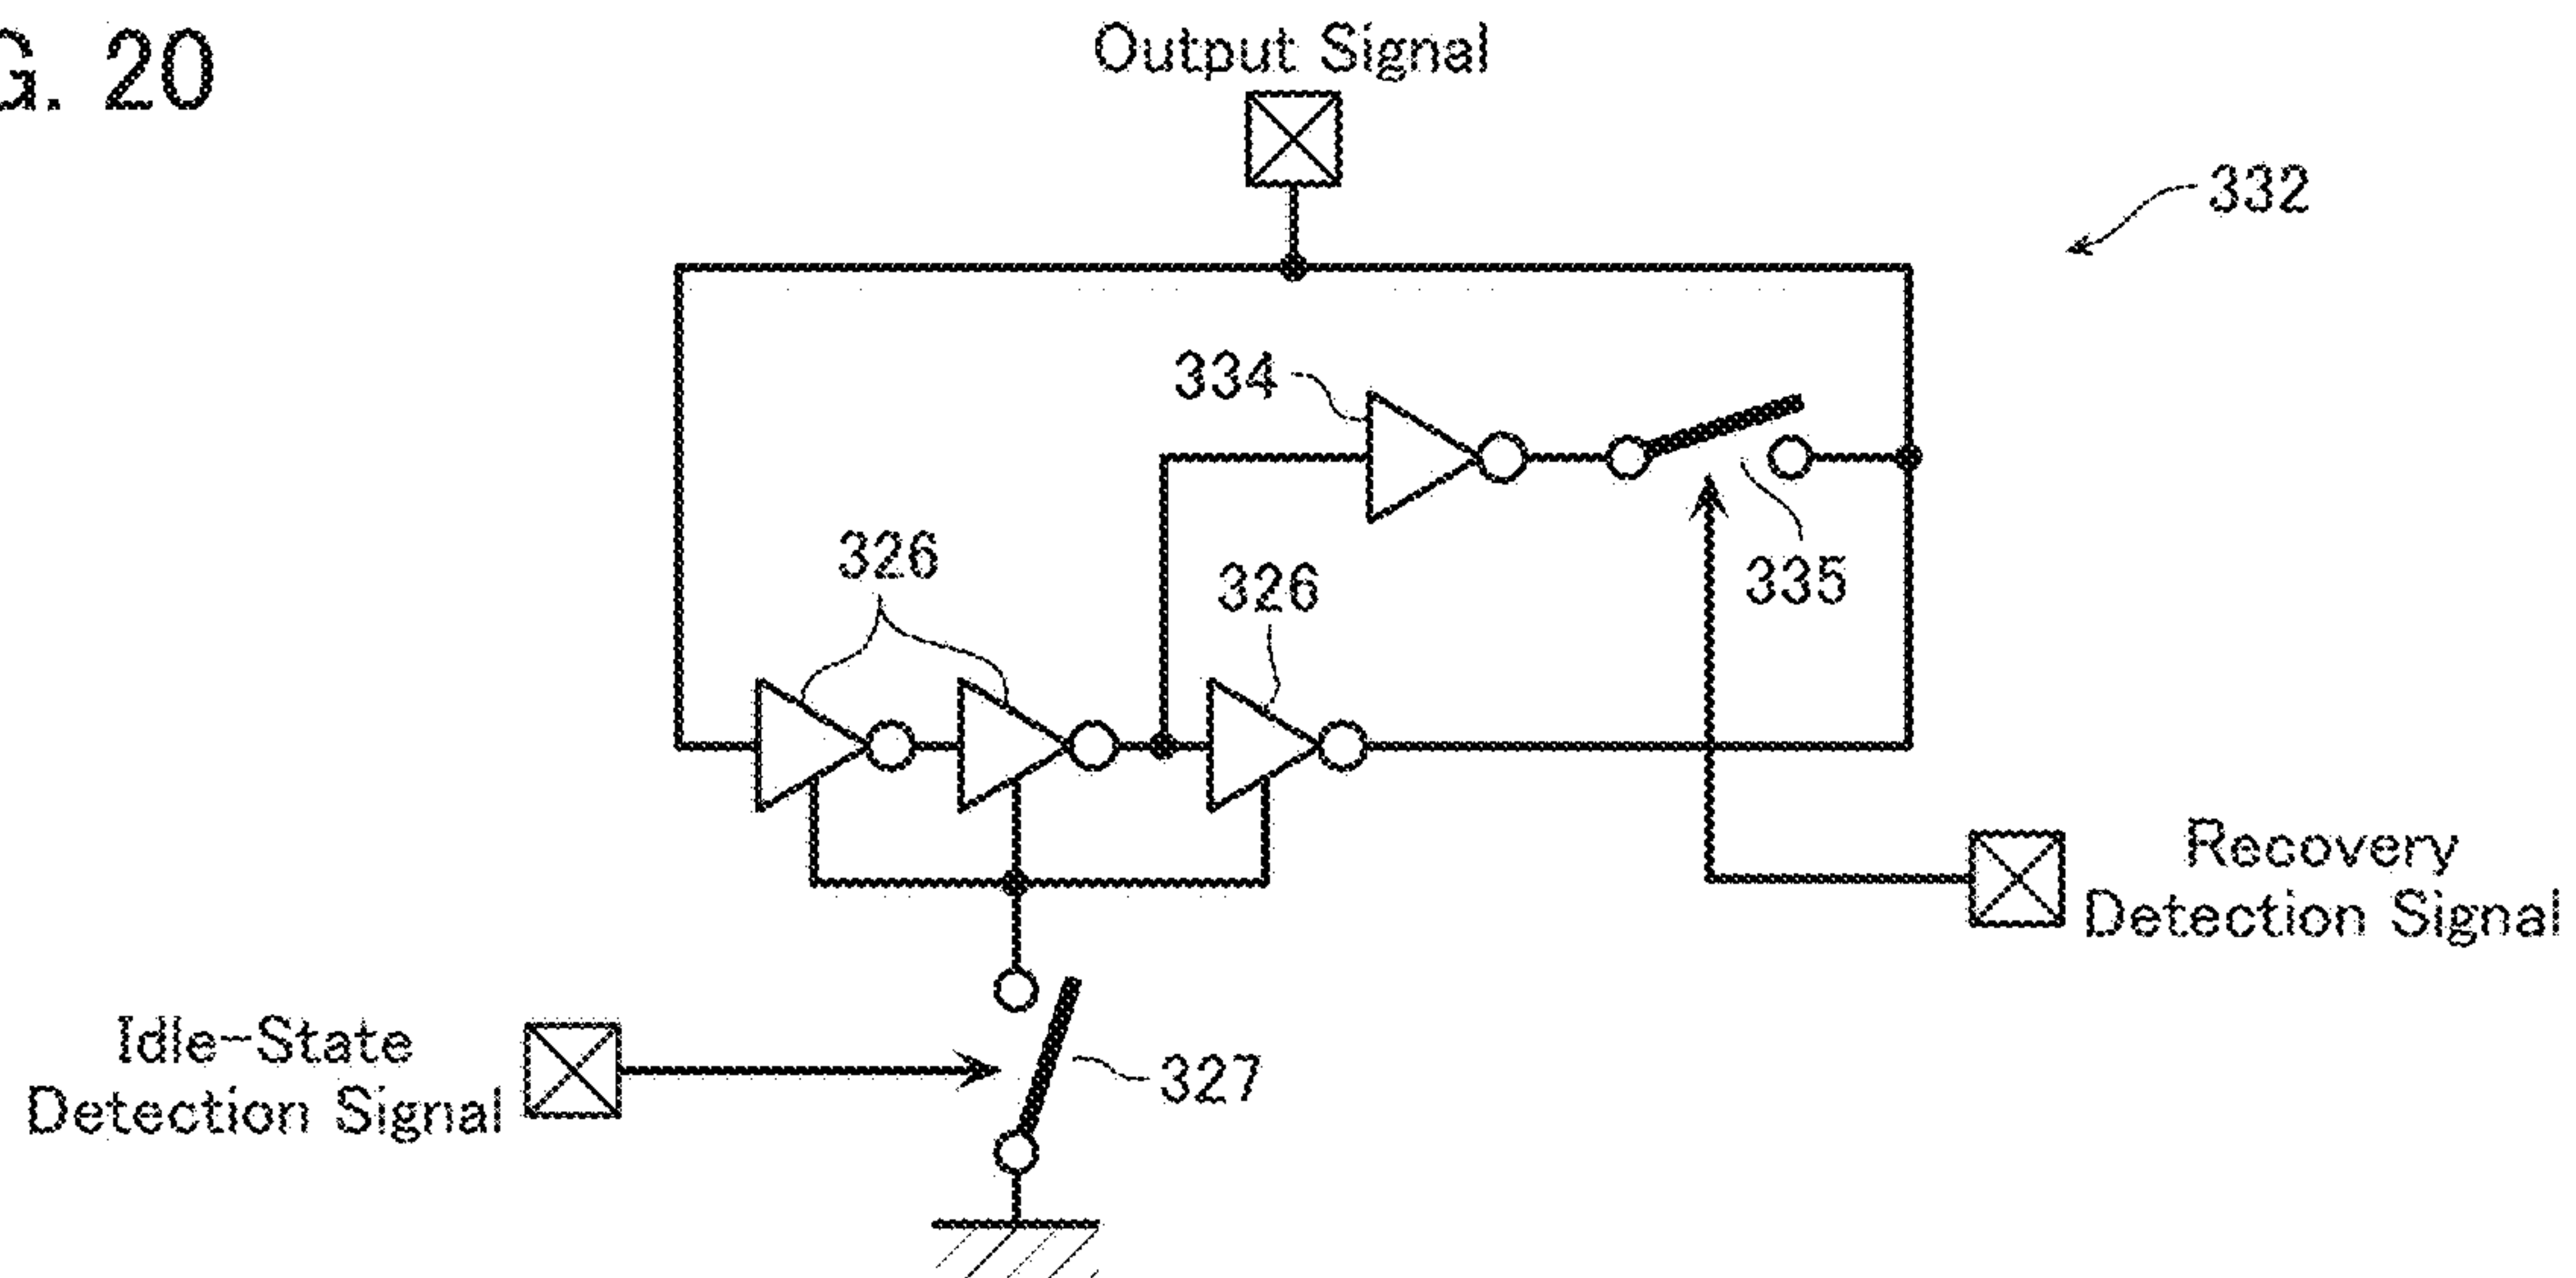 G. 20
Output Signal
332
334
335
326
326
Recovery
Detection Signal
Idle-State
Detection Signal
327